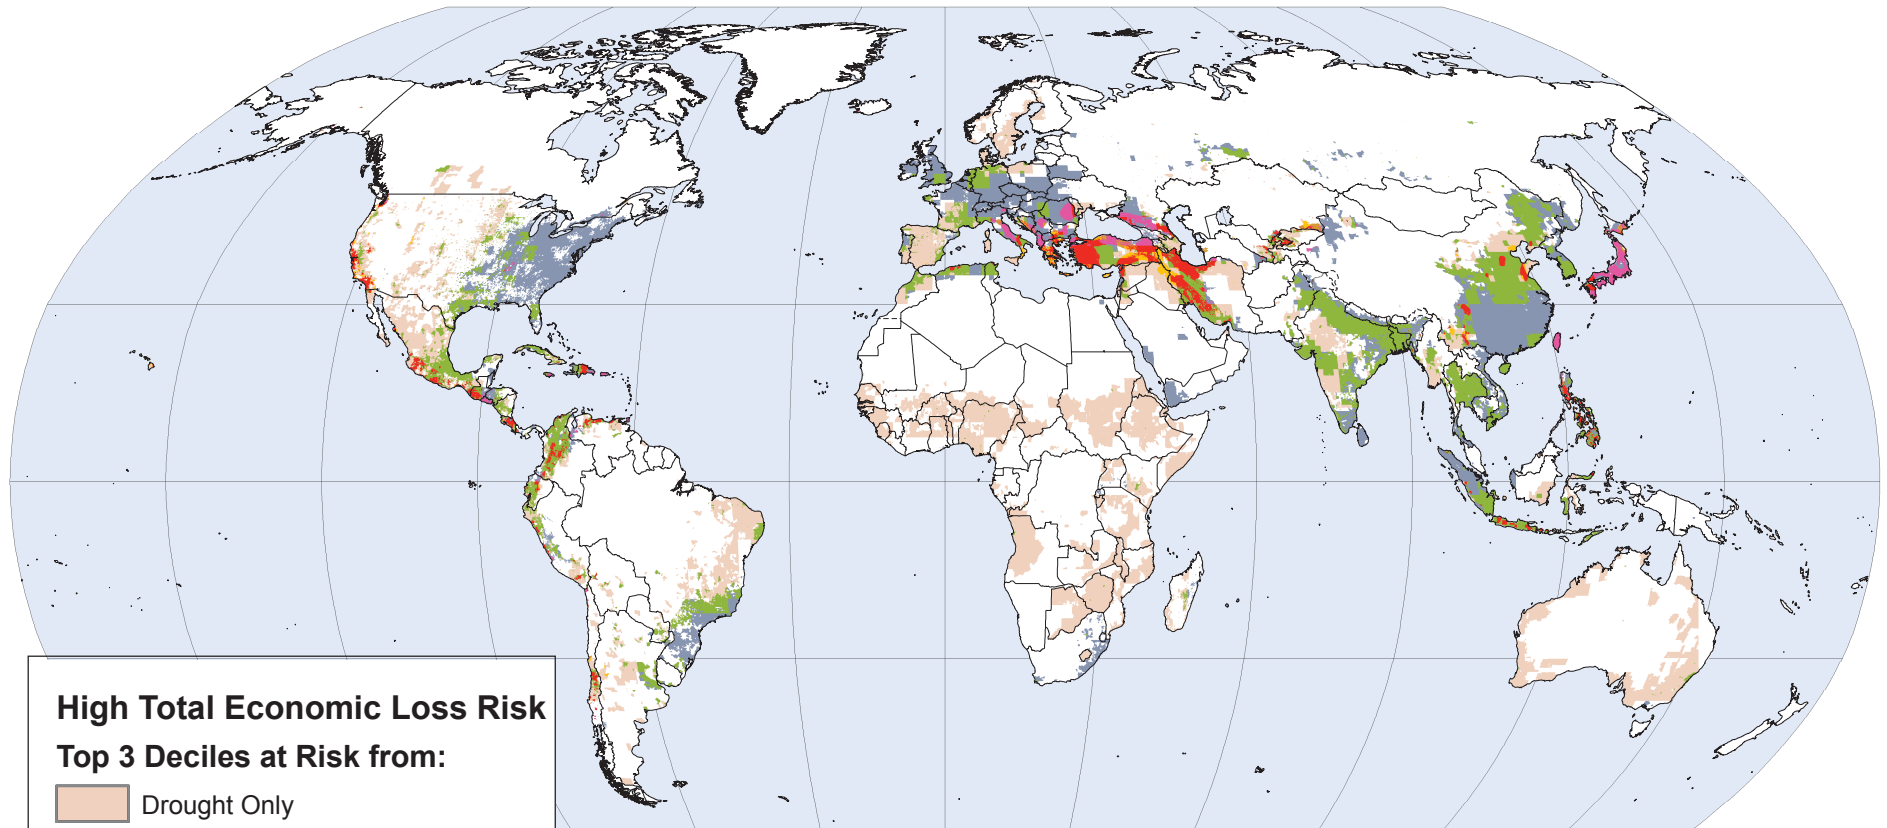 High Total Economic Loss Risk
Top 3 Deciles at Risk from:
Drought Only